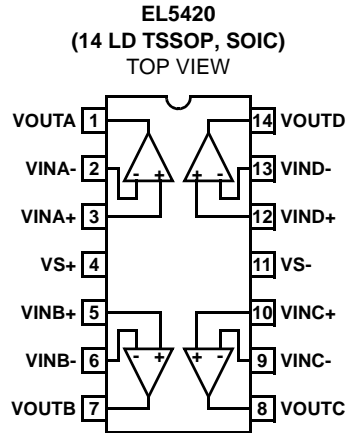 EL5420
(14 LD TSSOP, SOIC)
TOP VIEW
VOUTA 1 14 VOUTD
VINA- 2 - + + - 13 VIND-
VINA+ 3 12 VIND+
VS+ 4 11 VS-
VINB+ 5 10 VINC+
VINB- 6 - + + - 9 VINC-
VOUTB 7 8 VOUTC